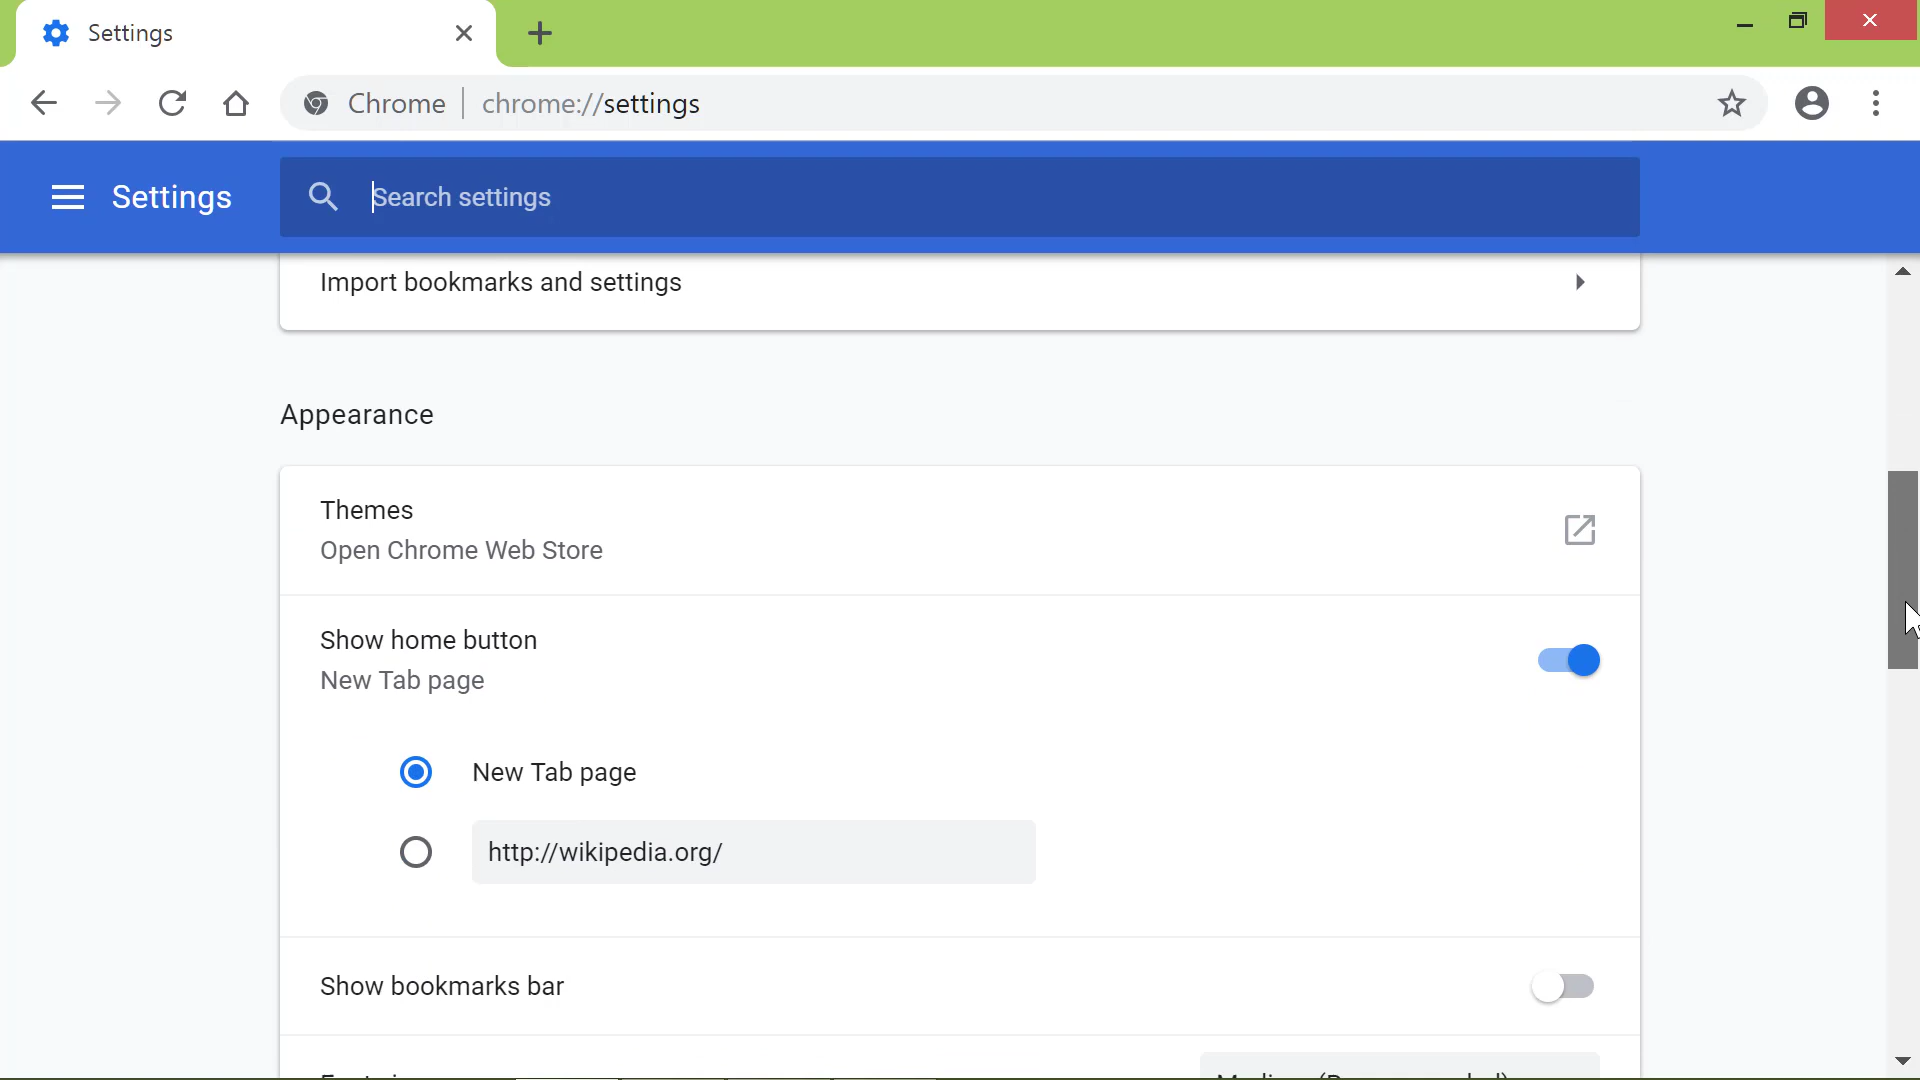 Settings
Chrome chrome://settings
Settings Search settings
Import bookmarks and settings
Appearance
Themes
Open Chrome Web Store
Show home button
New Tab page
New Tab page
http://wikipedia.org/
Show bookmarks bar